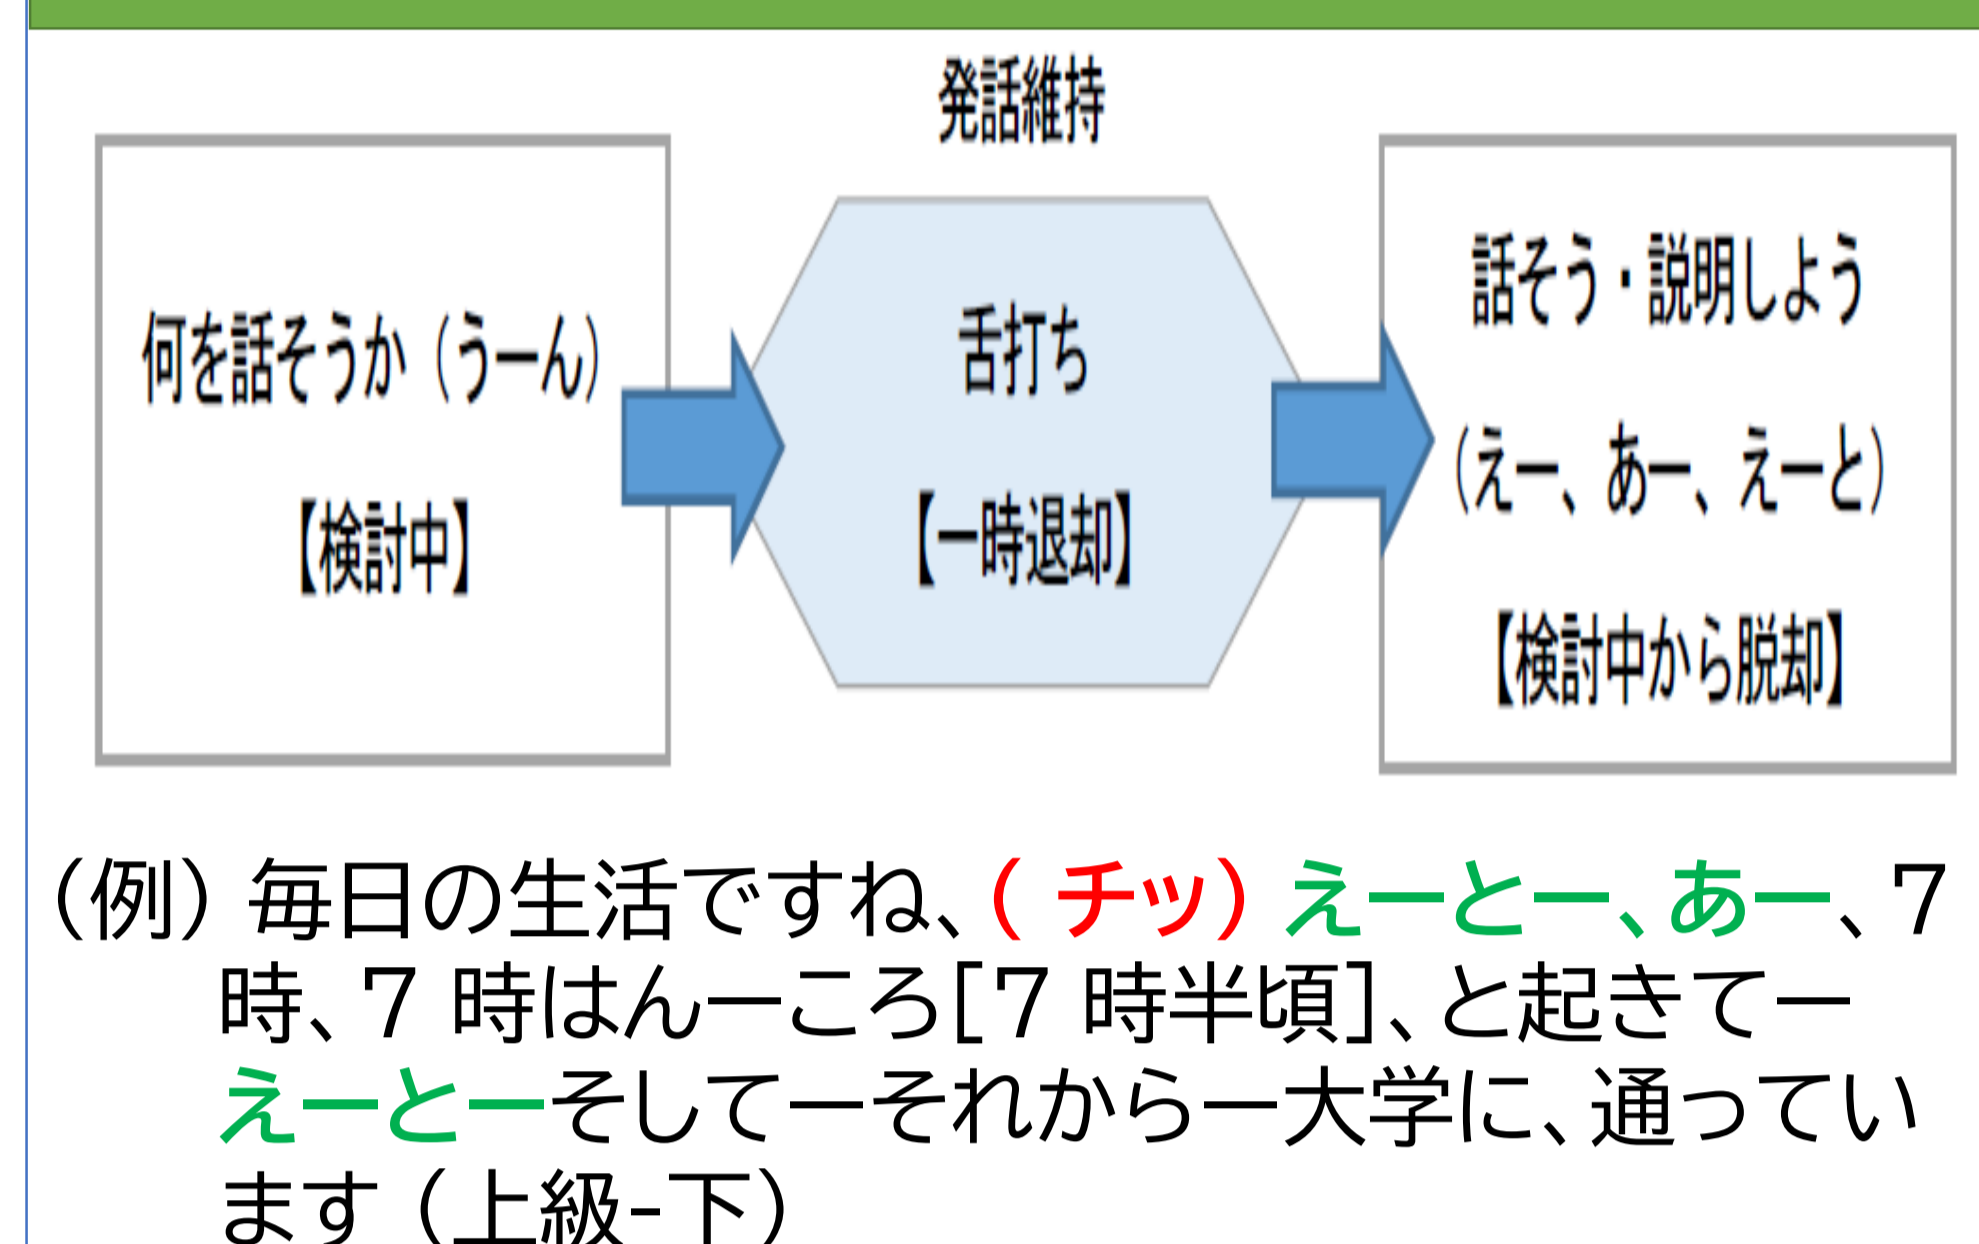 発話維持
何を話そうか（うーん）
【検討中】
舌打ち
【一時退却】
話そう・説明しよう
（えー、あー、えーと）
【検討中から脱却】
（例）毎日の生活ですね、（ チッ）えーとー、あー、7
時、7 時はんーころ[7 時半頃]、と起きてー
えーとーそしてーそれからー大学に、通ってい
ます（上級-下）